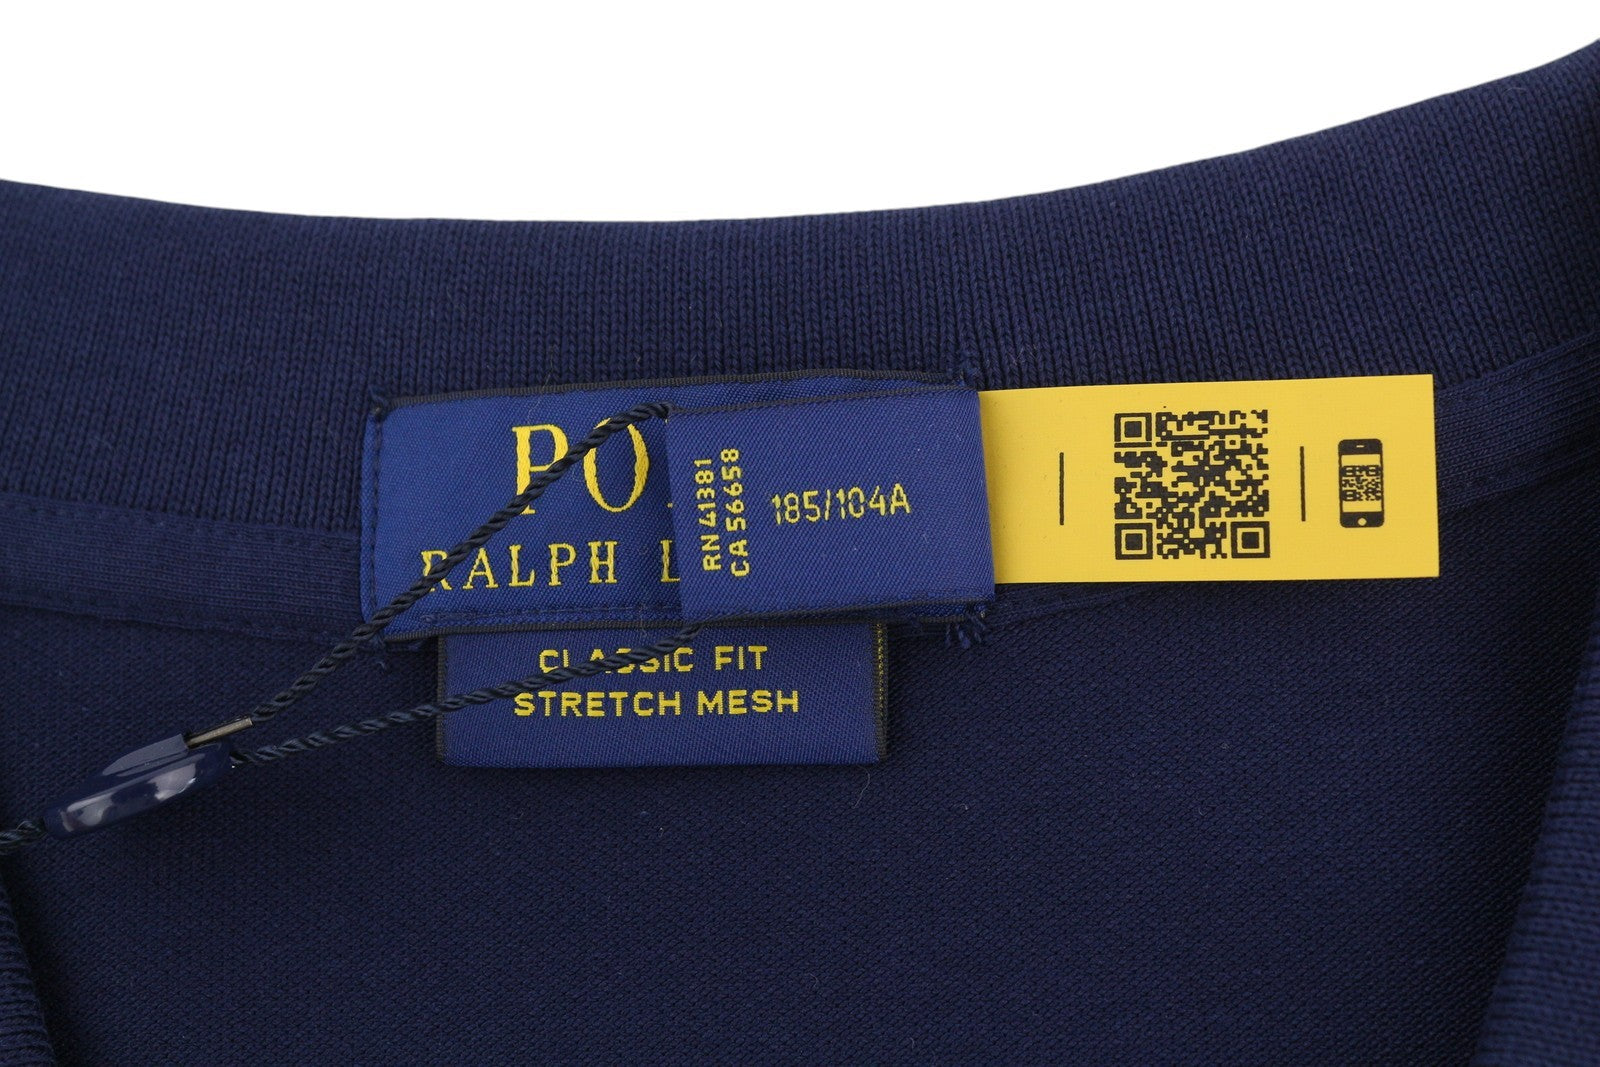 PO
RALPH L
RN 41381
CA 56658
185/104A
CLASSIC FIT
STRETCH MESH